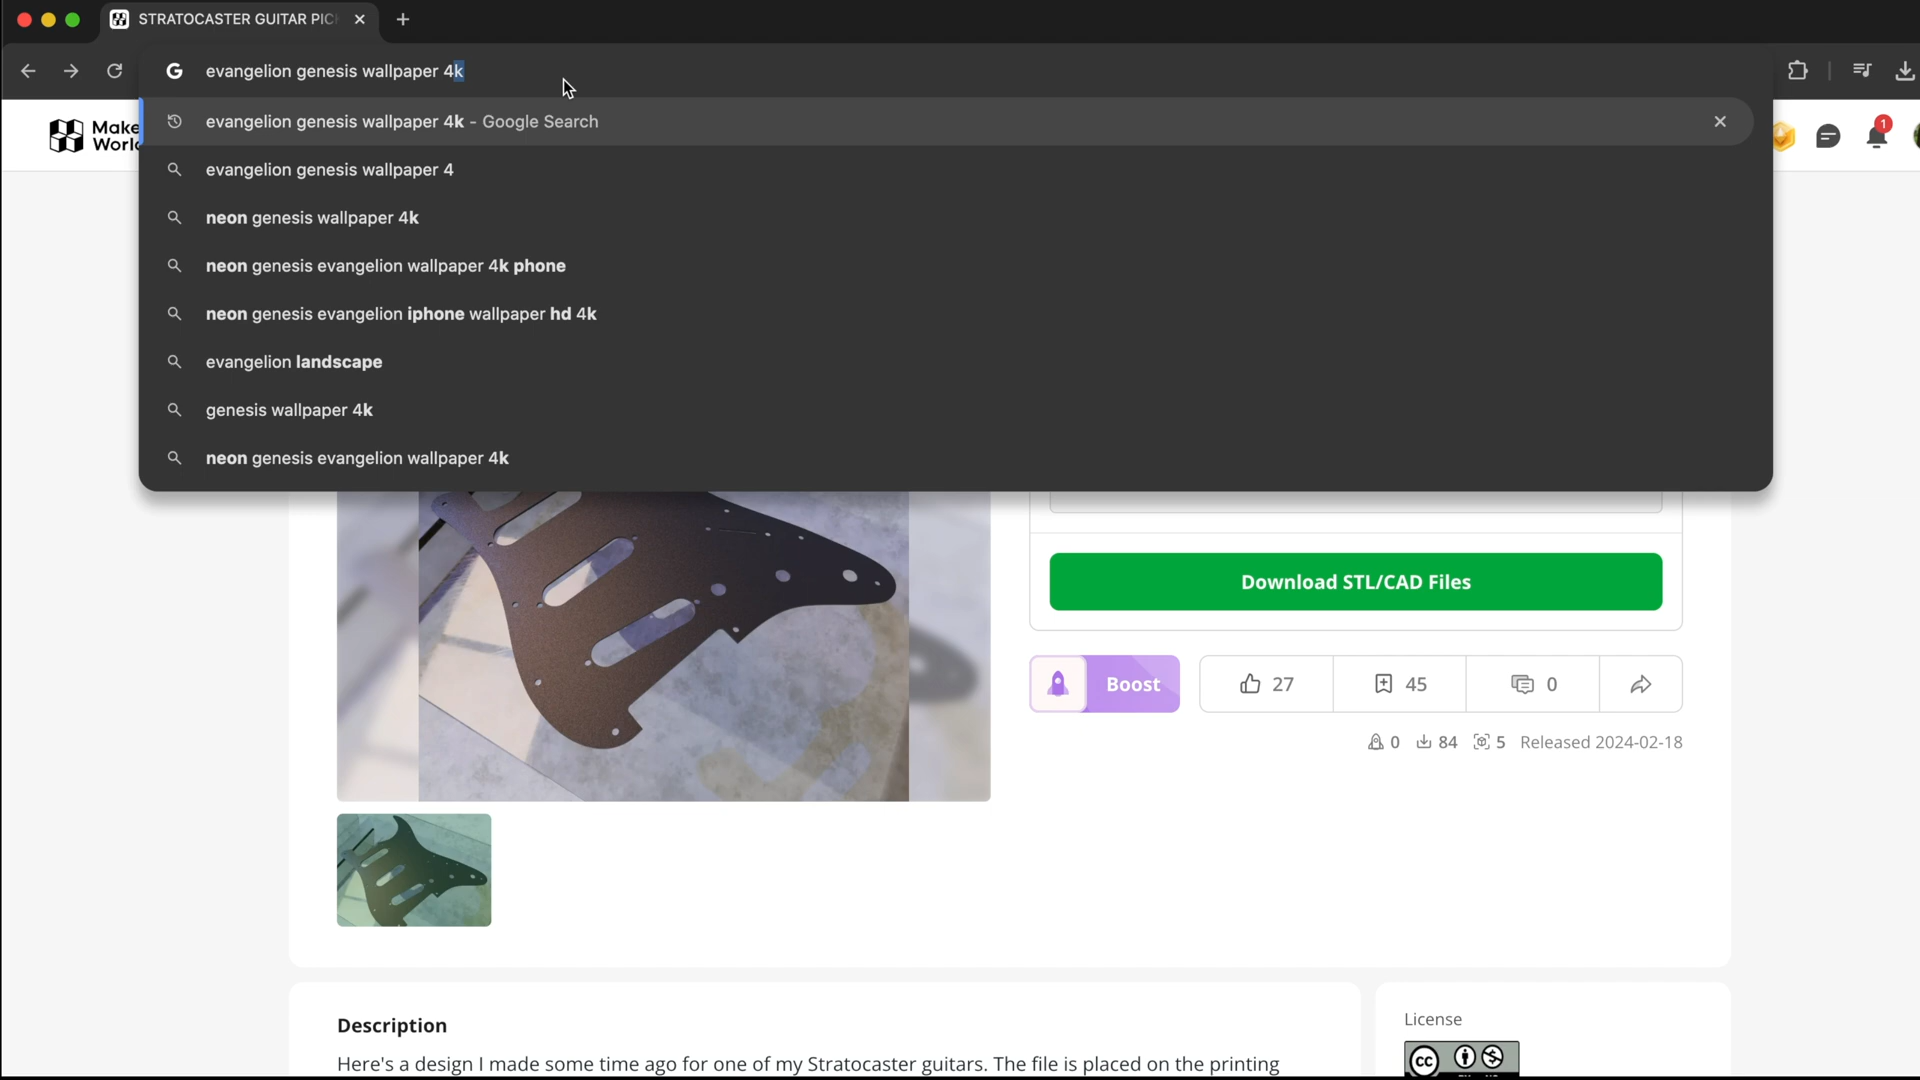 STRATOCASTER GUITAR PIC
evangelion genesis wallpaper 4k
evangelion genesis wallpaper 4k - Google Search
evangelion genesis wallpaper 4
neon genesis wallpaper 4k
neon genesis evangelion wallpaper 4k phone
neon genesis evangelion iphone wallpaper hd 4k
evangelion landscape
genesis wallpaper 4k
neon genesis evangelion wallpaper 4k
Make
World
1
Download STL/CAD Files
Boost
27
45
0
0 84 5 Released 2024-02-18
Description
Here's a design I made some time ago for one of my Stratocaster guitars. The file is placed on the printing
License
CC